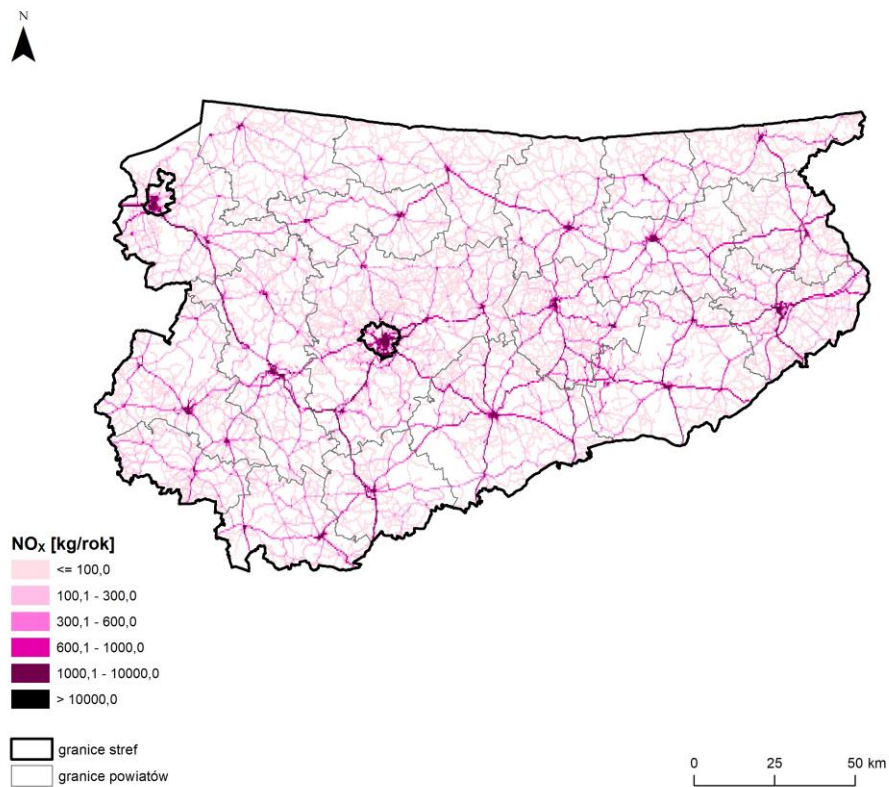 N
NOX [kg/rok]
<= 100,0
100,1 - 300,0
300,1 - 600,0
600,1 - 1000,0
1000,1 - 10000,0
> 10000,0
granice stref
granice powiatów
0 25 50 km